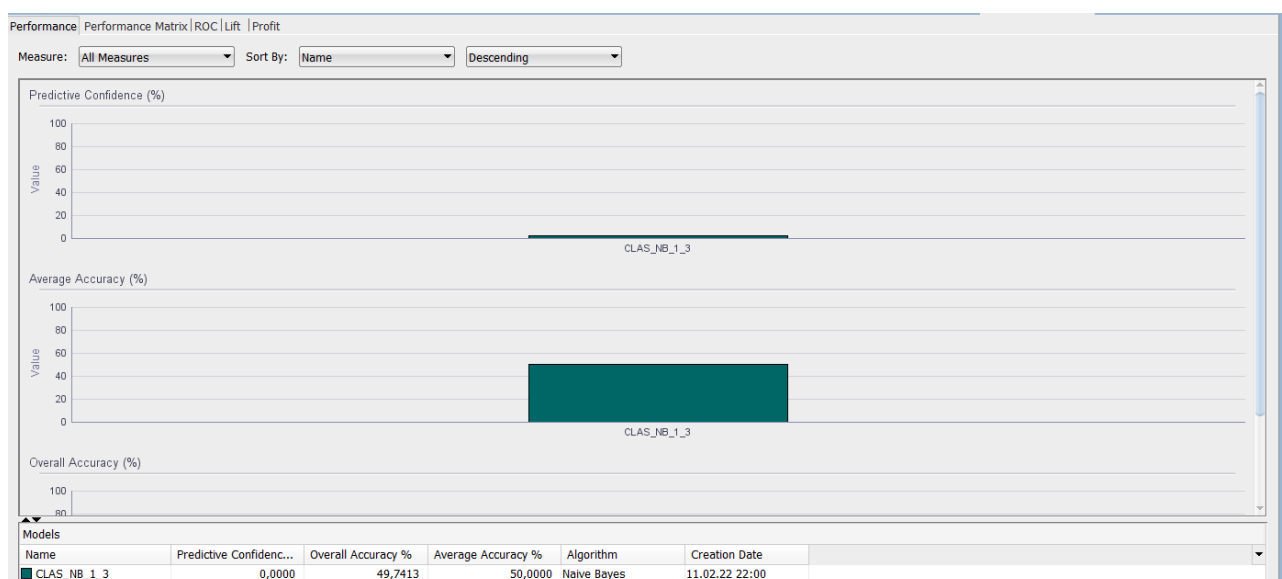 Performance Performance Matrix ROC Lift Profit
Measure: All Measures Sort By: Name Descending
Predictive Confidence (%)
100
80
60
40
20
0
Value
CLAS_NB_1_3
Average Accuracy (%)
100
80
60
40
20
0
Value
CLAS_NB_1_3
Overall Accuracy (%)
100
80
Models
Name Predictive Confidenc... Overall Accuracy % Average Accuracy % Algorithm Creation Date
CLAS_NB_1_3 0,0000 49,7413 50,0000 Naive Bayes 11.02.22 22:00